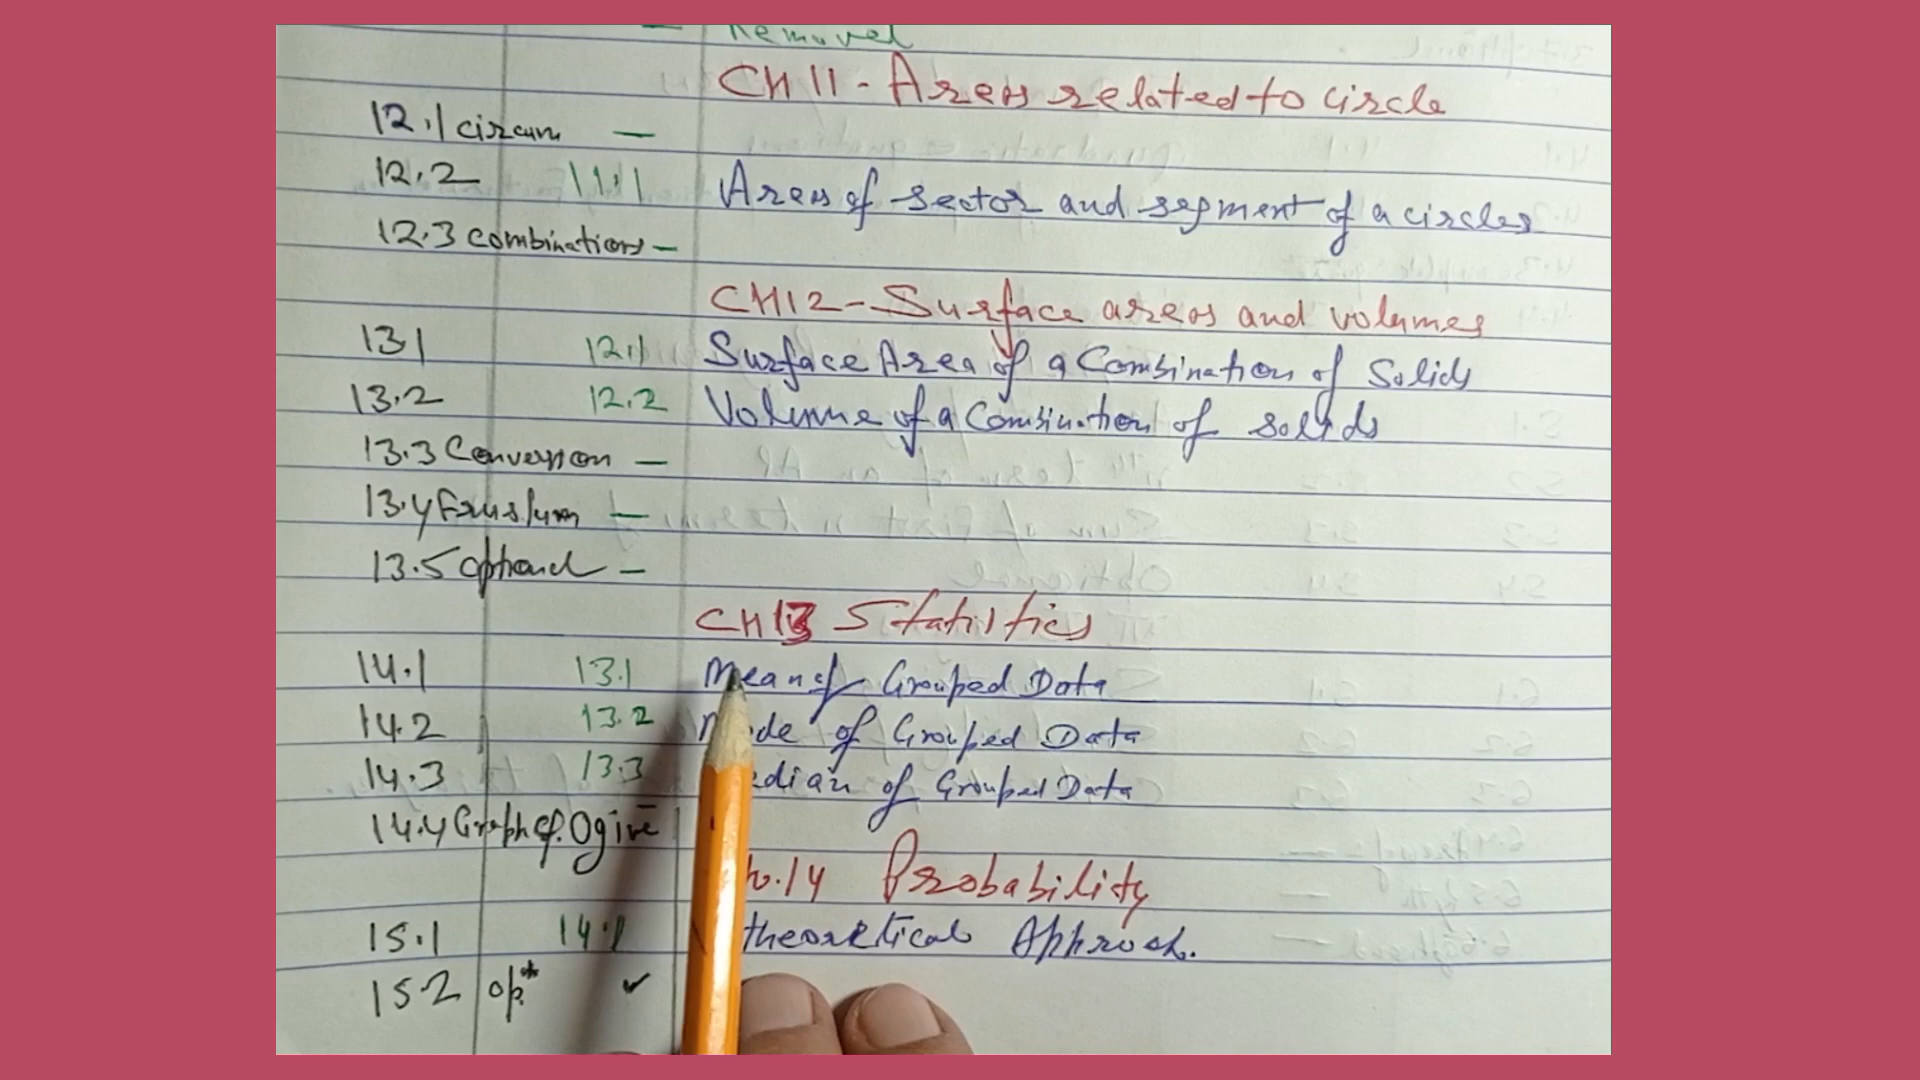 Removed
CH 11 - Areas related to circle
12.1 circum —
12.2 11.1 Areas of sector and segment of a circles
12.3 Combinations —
CH12 - Surface areas and volumes
13.1 12.1 Surface Area of a Combination of Solids
13.2 12.2 Volume of a Combination of Solids
13.3 Conversion —
13.4 Frustum —
13.5 optional —
CH13 Statistics
14.1 13.1 Mean of Grouped Data
14.2 13.2 Mode of Grouped Data
14.3 13.3 edian of Grouped Data
14.4 Graph of Ogive —
h.14 Probability
15.1 14.1 theoretical Approach.
15.2 op* ✓